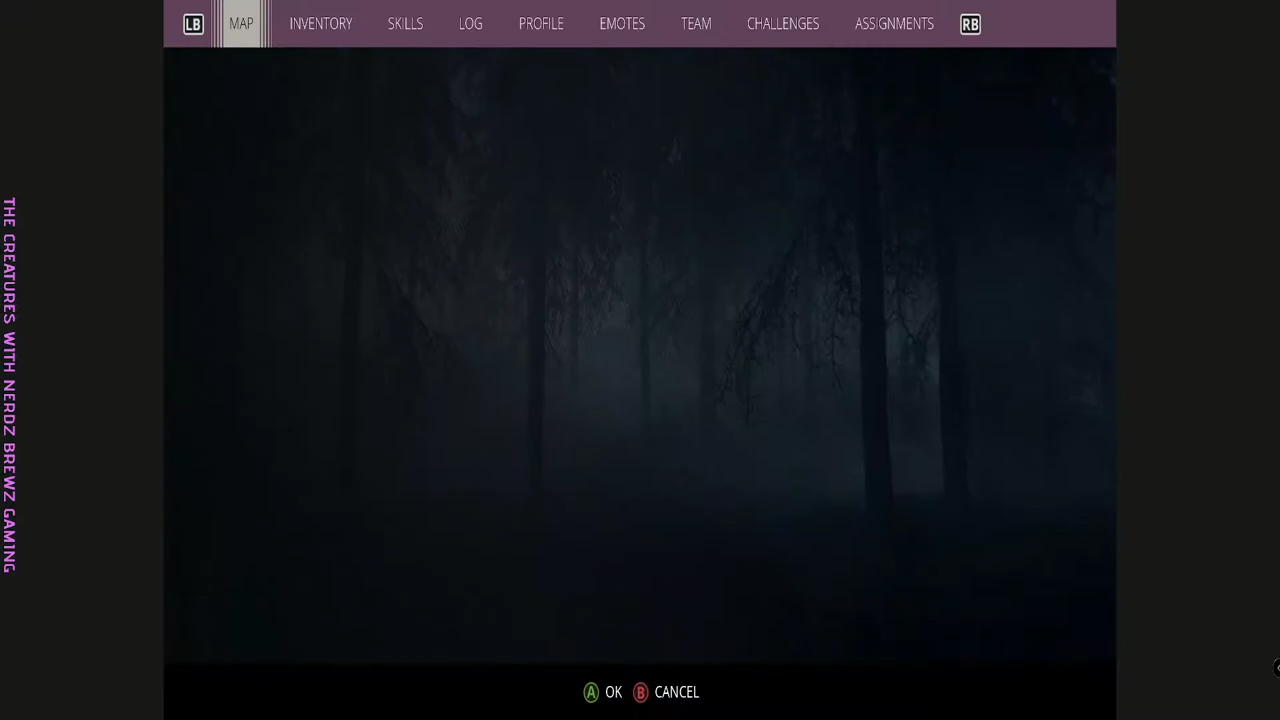 LB MAP INVENTORY SKILLS LOG PROFILE EMOTES TEAM CHALLENGES ASSIGNMENTS RB
THE CREATURES WITH NERDZ BREWZ GAMING
A OK B CANCEL